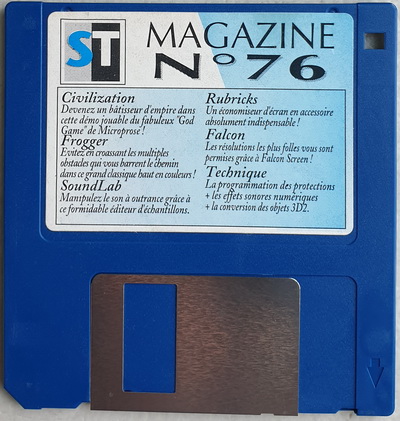 ST MAGAZINE
N°76
Civilization
Devenez un bâtisseur d'empire dans
cette démo jouable du fabuleux "God
Game" de Microprose !
Frogger
Evitez en croassant les multiples
obstacles qui vous barrent le chemin
dans ce grand classique haut en couleurs !
SoundLab
Manipulez le son à outrance grâce à
ce formidable éditeur d'échantillons.
Rubricks
Un économiseur d'écran en accessoire
absolument indispensable !
Falcon
Les résolutions les plus folles vous sont
permises grâce à Falcon Screen !
Technique
La programmation des protections
+ les effets sonores numériques
+ la conversion des objets 3D2.